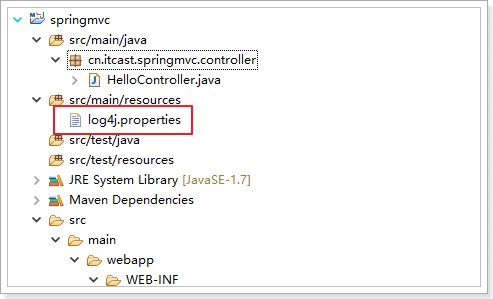 springmvc
src/main/java
cn.itcast.springmvc.controller
HelloController.java
src/main/resources
log4j.properties
src/test/java
src/test/resources
JRE System Library [JavaSE-1.7]
Maven Dependencies
src
main
webapp
WEB-INF